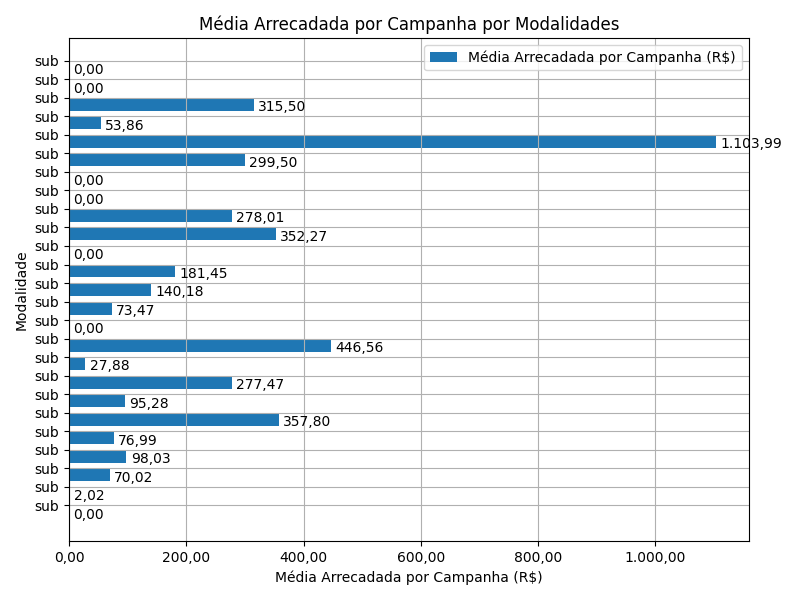 Média Arrecadada por Campanha por Modalidades
Média Arrecadada por Campanha (R$)
sub
0,00
sub
0,00
sub
315,50
sub
53,86
sub
1.103,99
sub
299,50
sub
0,00
sub
0,00
sub
278,01
sub
352,27
sub
0,00
sub
181,45
sub
140,18
sub
73,47
sub
0,00
sub
446,56
sub
27,88
sub
277,47
sub
95,28
sub
357,80
sub
76,99
sub
98,03
sub
70,02
sub
2,02
sub
0,00
Modalidade
0,00 200,00 400,00 600,00 800,00 1.000,00
Média Arrecadada por Campanha (R$)